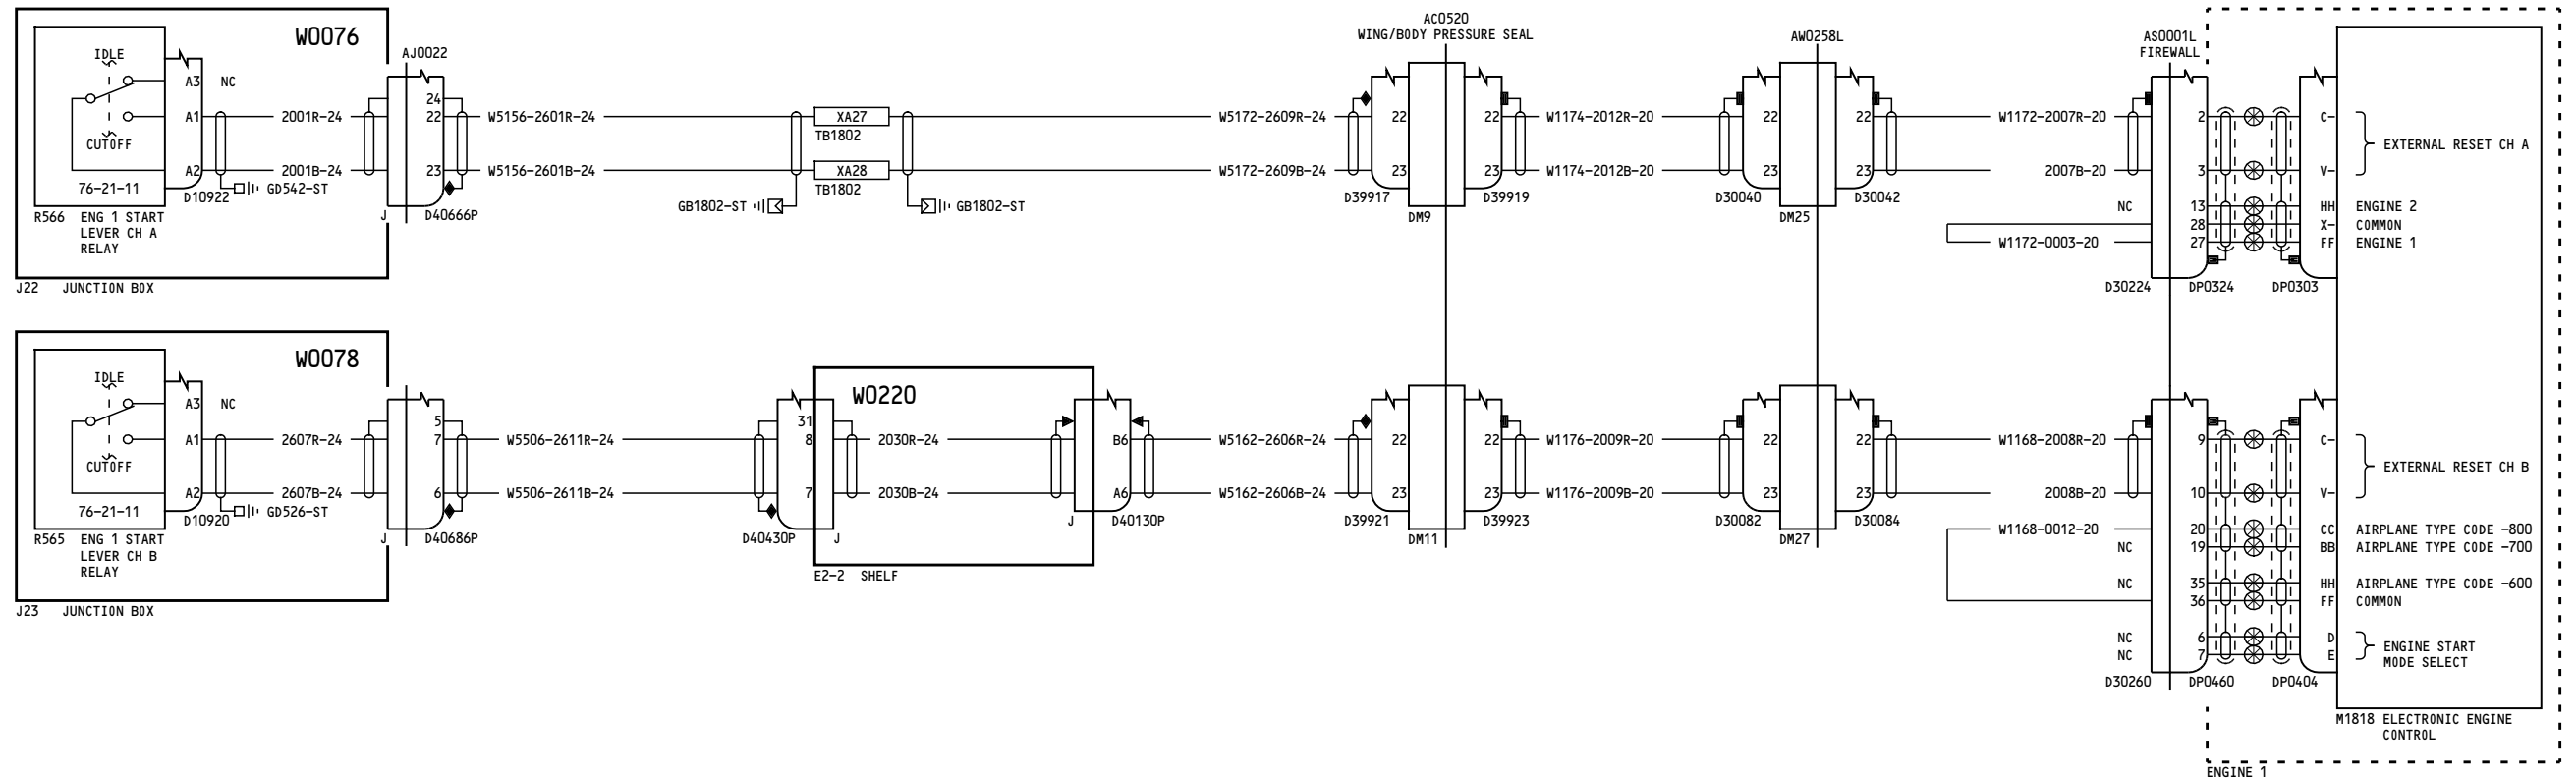 AC0520
WING/BODY PRESSURE SEAL
AW0258L
AS0001L
FIREWALL
W0076
AJ0022
IDLE
CUTOFF
76-21-11
A3 NC
A1
A2
D10922
2001R-24
2001B-24
GD542-ST
R566 ENG 1 START
LEVER CH A
RELAY
J22 JUNCTION BOX
J
24
22
23
D40666P
W5156-2601R-24
W5156-2601B-24
XA27
TB1802
XA28
TB1802
GB1802-ST
GB1802-ST
W5172-2609R-24
W5172-2609B-24
22
23
D39917
DM9
22
23
D39919
W1174-2012R-20
W1174-2012B-20
22
23
D30040
DM25
22
23
D30042
W1172-2007R-20
2007B-20
NC
W1172-0003-20
D30224
2
3
13
28
27
DP0324
C-
V-
HH
X-
FF
DP0303
EXTERNAL RESET CH A
ENGINE 2
COMMON
ENGINE 1
W0078
IDLE
CUTOFF
76-21-11
A3 NC
A1
A2
D10920
2607R-24
2607B-24
GD526-ST
R565 ENG 1 START
LEVER CH B
RELAY
J23 JUNCTION BOX
J
5
7
6
D40686P
W5506-2611R-24
W5506-2611B-24
31
8
7
D40430P
J
W0220
2030R-24
2030B-24
E2-2 SHELF
J
B6
A6
D40130P
W5162-2606R-24
W5162-2606B-24
22
23
D39921
DM11
22
23
D39923
W1176-2009R-20
W1176-2009B-20
22
23
D30082
DM27
22
23
D30084
W1168-2008R-20
2008B-20
W1168-0012-20
NC
NC
NC
NC
D30260
9
10
20
19
35
36
6
7
DP0460
C-
V-
CC
BB
HH
FF
D
E
DP0404
EXTERNAL RESET CH B
AIRPLANE TYPE CODE -800
AIRPLANE TYPE CODE -700
AIRPLANE TYPE CODE -600
COMMON
ENGINE START
MODE SELECT
M1818 ELECTRONIC ENGINE
CONTROL
ENGINE 1